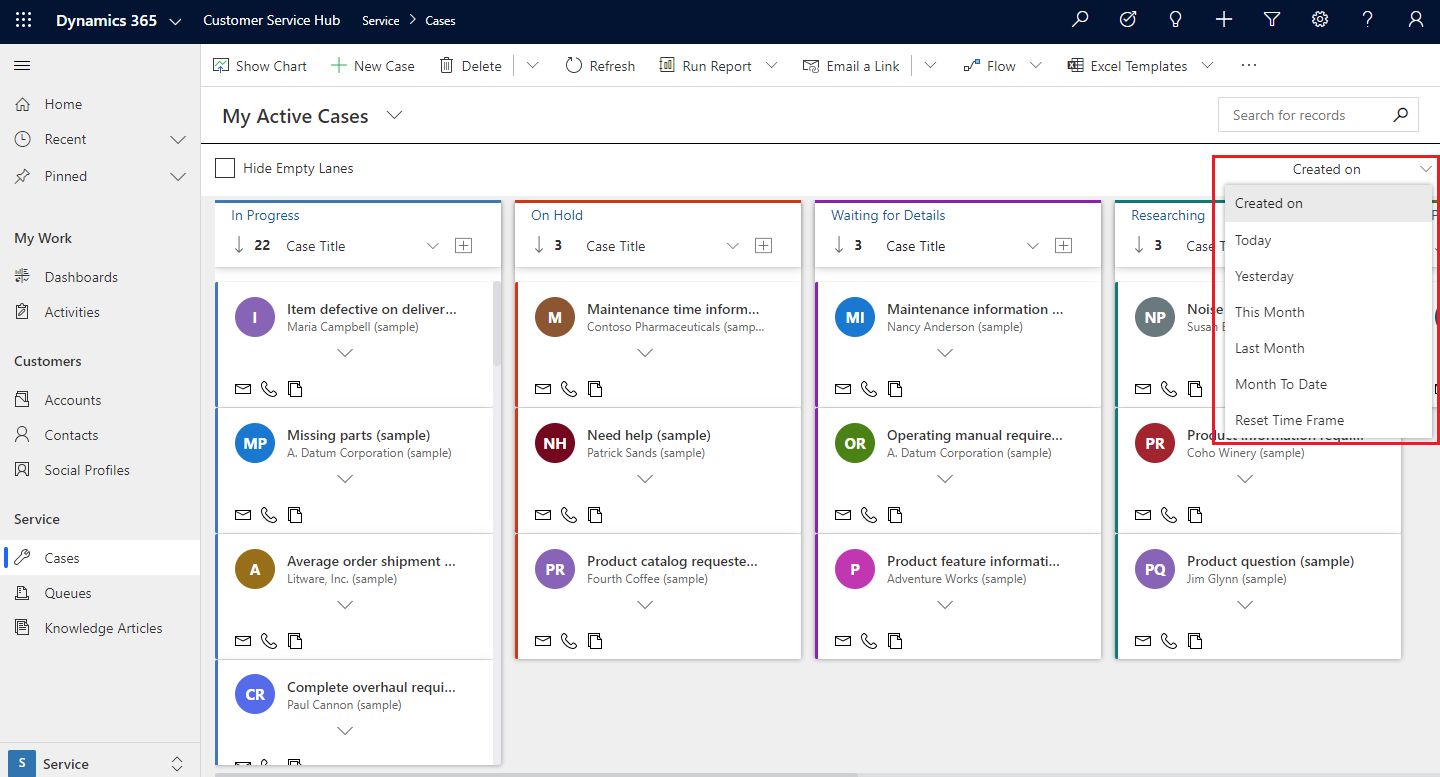 Dynamics 365 Customer Service Hub Service > Cases
Show Chart New Case Delete Refresh Run Report Email a Link Flow Excel Templates ...
Home
Recent
Pinned
My Work
Dashboards
Activities
Customers
Accounts
Contacts
Social Profiles
Service
Cases
Queues
Knowledge Articles
S Service
My Active Cases
Search for records
Hide Empty Lanes
Created on
Created on
Today
Yesterday
This Month
Last Month
Month To Date
Reset Time Frame
In Progress
22 Case Title
I Item defective on deliver...
Maria Campbell (sample)
MP Missing parts (sample)
A. Datum Corporation (sample)
A Average order shipment ...
Litware, Inc. (sample)
CR Complete overhaul requi...
Paul Cannon (sample)
On Hold
3 Case Title
M Maintenance time inform...
Contoso Pharmaceuticals (samp...
NH Need help (sample)
Patrick Sands (sample)
PR Product catalog requeste...
Fourth Coffee (sample)
Waiting for Details
3 Case Title
MI Maintenance information ...
Nancy Anderson (sample)
OR Operating manual require...
A. Datum Corporation (sample)
P Product feature informati...
Adventure Works (sample)
Researching
3 Case
NP Noise
Susan
PR Product information requi...
Coho Winery (sample)
PQ Product question (sample)
Jim Glynn (sample)